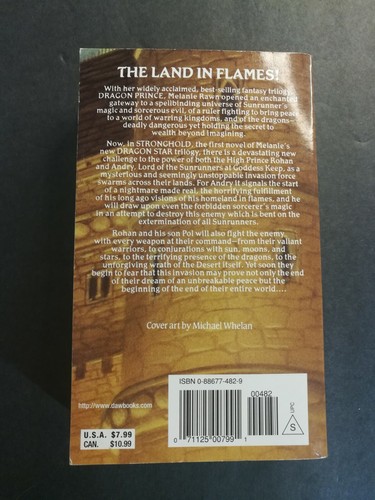 THE LAND IN FLAMES!
With her widely acclaimed, best-selling fantasy trilogy,
DRAGON PRINCE, Melanie Rawn opened an enchanted
gateway to a spellbinding universe of Sunrunner's
magic and sorcerous evil, of a ruler fighting to bring peace
to a world of warring kingdoms, and of the dragons—
deadly dangerous yet holding the secret to
wealth beyond imagining.
Now, in STRONGHOLD, the first novel of Melanie's
new DRAGON STAR trilogy, there is a devastating new
challenge to the power of both the High Prince Rohan
and Andry, Lord of the Sunrunners at Goddess Keep, as a
mysterious and seemingly unstoppable invasion force
swarms across their lands. For Andry it signals the start
of a nightmare made real, the horrifying fulfillment
of his long ago visions of his homeland in flames, and he
will draw upon even the forbidden sorcerer's magic
in an attempt to destroy this enemy which is bent on the
extermination of all Sunrunners.
Rohan and his son Pol will also fight the enemy,
with every weapon at their command—from their valiant
warriors, to conjurations with sun, moons, and
stars, to the terrifying presence of the dragons, to the
unforgiving wrath of the Desert itself. Yet soon they
begin to fear that this invasion may prove not only the end
of their dream of an unbreakable peace but the
beginning of the end of their entire world....
Cover art by Michael Whelan
ISBN 0-88677-482-9
00482
http://www.dawbooks.com
U.S.A. $7.99
CAN. $10.99
0 71125 00799 1
S UPC